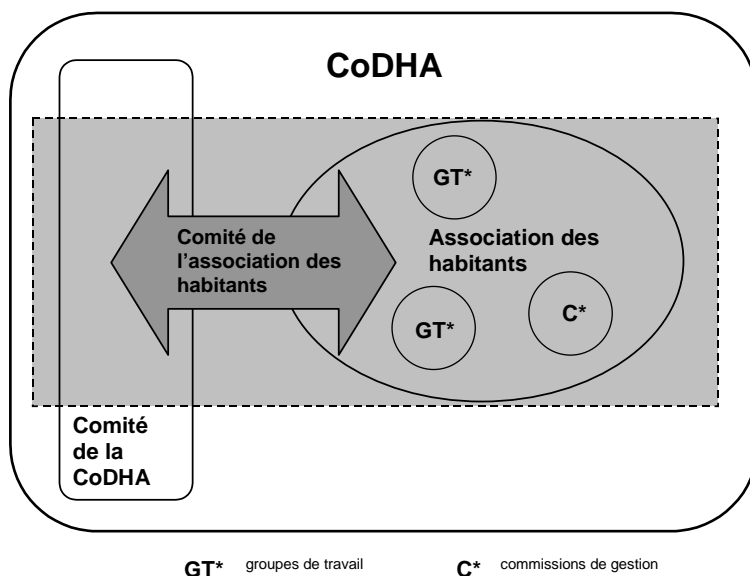 CoDHA
GT*
Comité de
l'association des
habitants
Association des
habitants
GT*
C*
Comité
de la
CoDHA
GT* groupes de travail
C* commissions de gestion